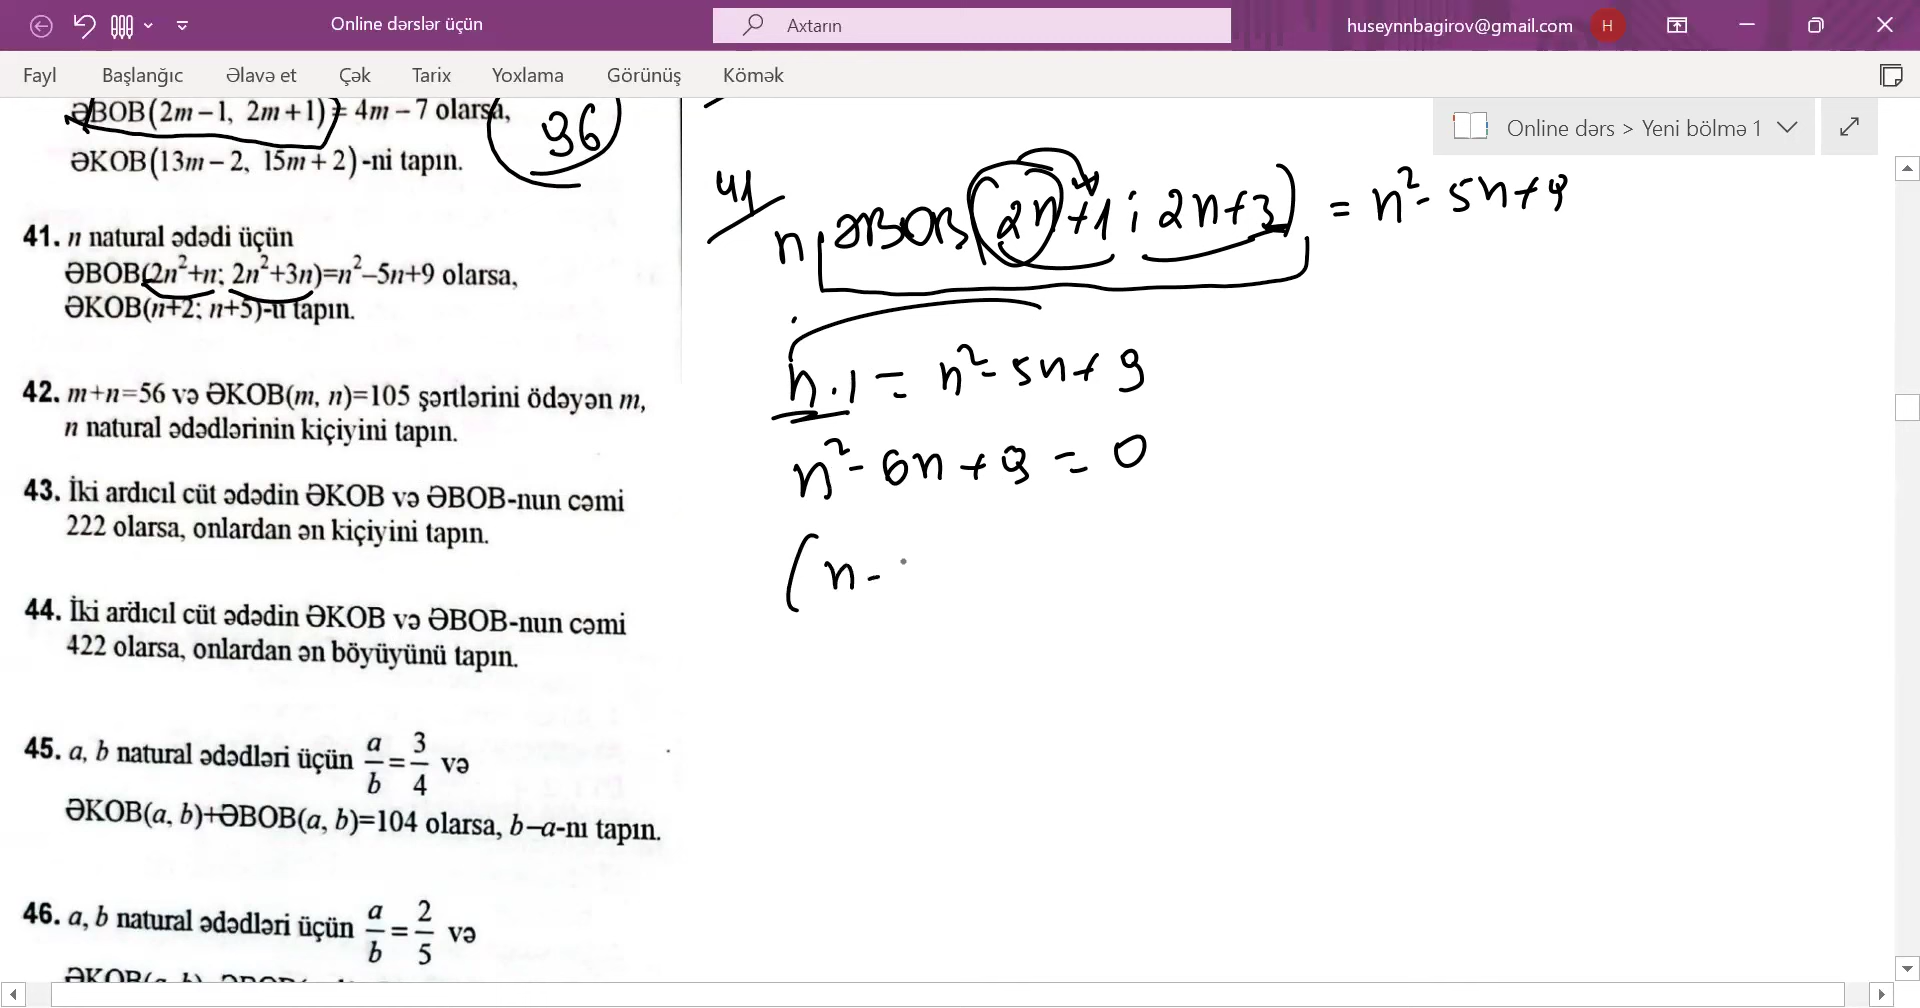 Online dərslər üçün
Axtarın
huseynnbagirov@gmail.com
H
Fayl Başlanğıc Əlavə et Çək Tarix Yoxlama Görünüş Kömək
Online dərs > Yeni bölmə 1
ƏBOB(2m−1, 2m+1)=4m−7 olarsa,
ƏKOB(13m−2, 15m+2)-ni tapın.
96
41. n natural ədədi üçün
ƏBOB(2n²+n; 2n²+3n)=n²−5n+9 olarsa,
ƏKOB(n+2; n+5)-ü tapın.
42. m+n=56 və ƏKOB(m, n)=105 şərtlərini ödəyən m,
n natural ədədlərinin kiçiyini tapın.
43. İki ardıcıl cüt ədədin ƏKOB və ƏBOB-nun cəmi
222 olarsa, onlardan ən kiçiyini tapın.
44. İki ardıcıl cüt ədədin ƏKOB və ƏBOB-nun cəmi
422 olarsa, onlardan ən böyüyünü tapın.
45. a, b natural ədədləri üçün a/b=3/4 və
ƏKOB(a, b)+ƏBOB(a, b)=104 olarsa, b−a-nı tapın.
46. a, b natural ədədləri üçün a/b=2/5 və
41
n ƏBOB(2n+1; 2n+3) = n²-5n+9
n·1 = n²-5n+9
n²-6n+9=0
(n-